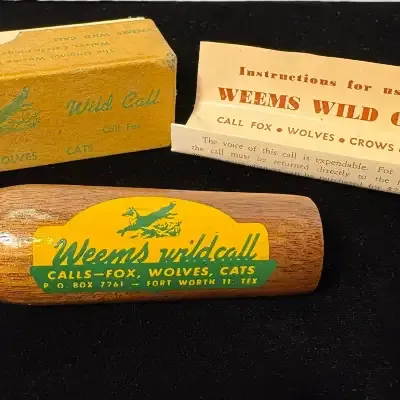 Wild Call
Call Fox
WOLVES CATS
Instructions for us
WEEMS WILD C
CALL FOX • WOLVES • CROWS
The voice of this call is expendable. For
the call must be returned directly to the
Weems wildcall
CALLS—FOX, WOLVES, CATS
P. O. BOX 7761 — FORT WORTH 11, TEX